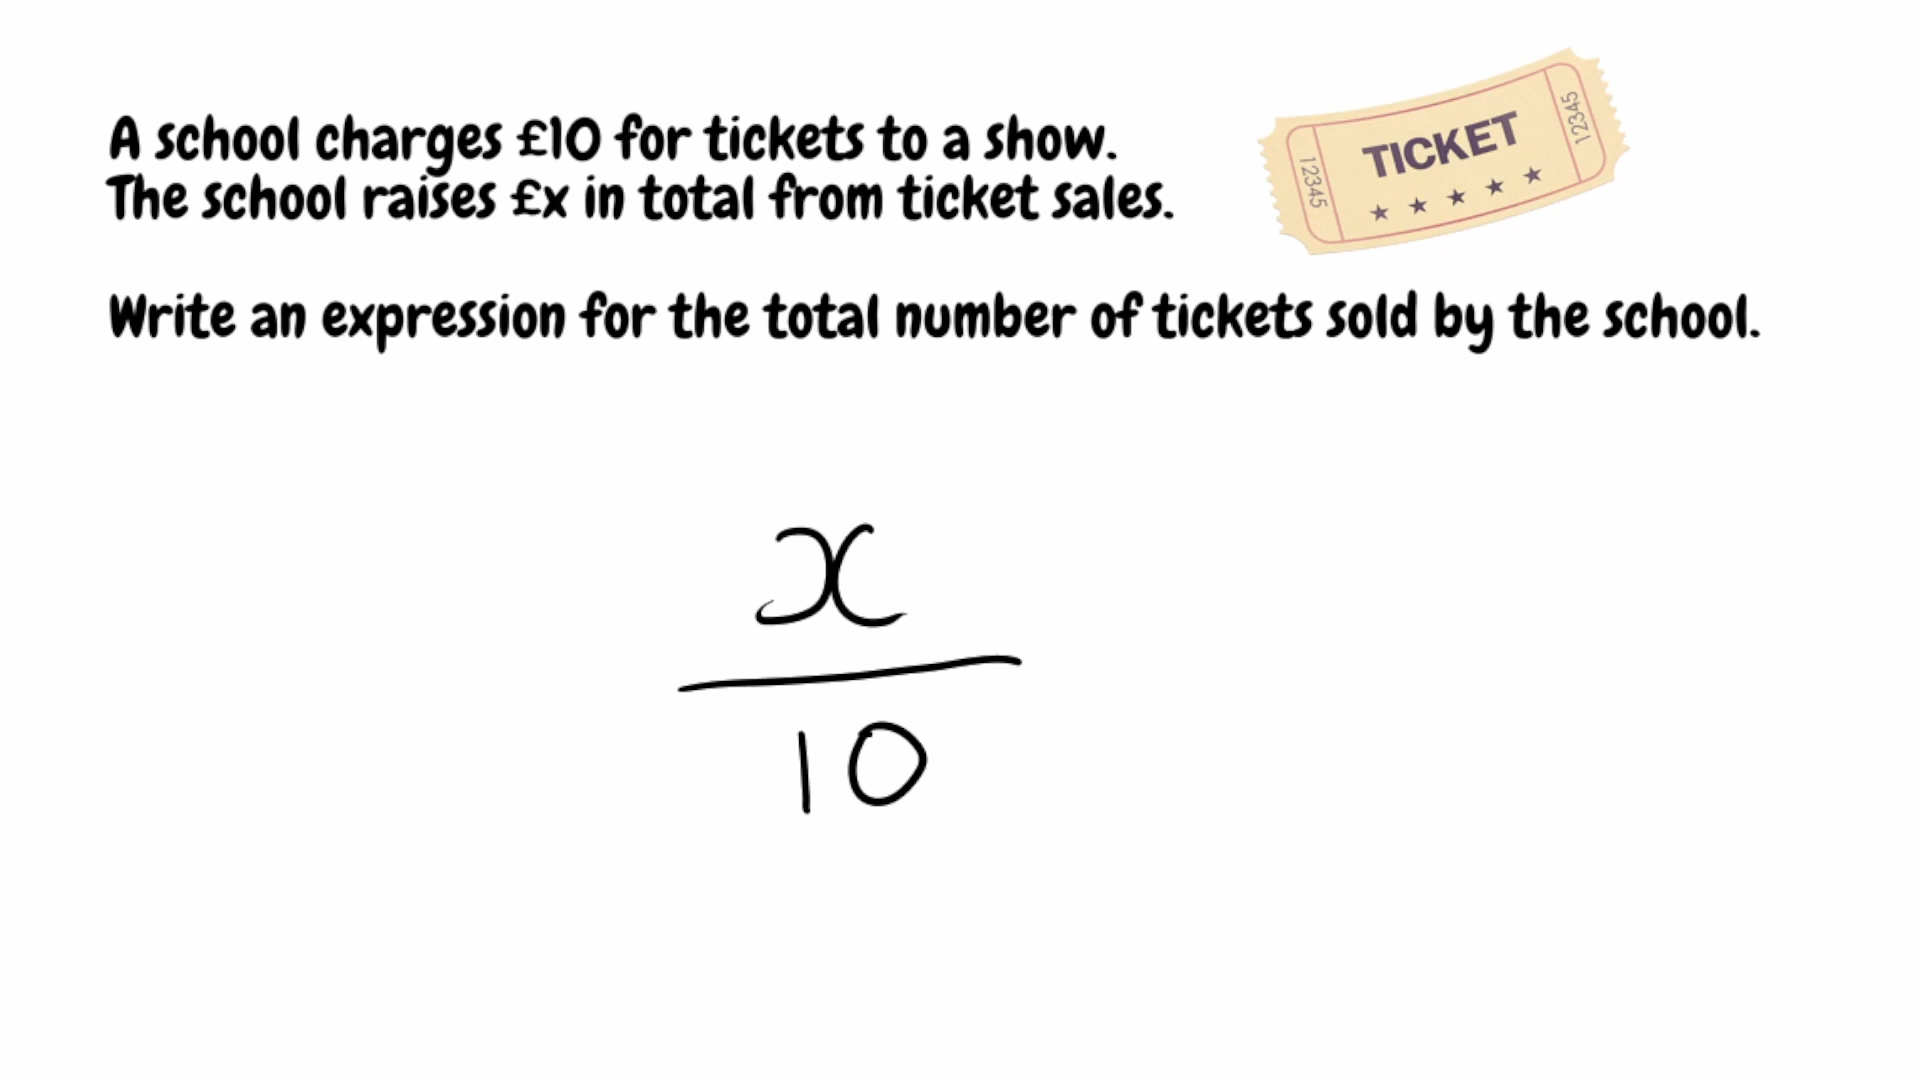 A school charges £10 for tickets to a show.
The school raises £x in total from ticket sales.
12345
TICKET
12345
Write an expression for the total number of tickets sold by the school.
x
10